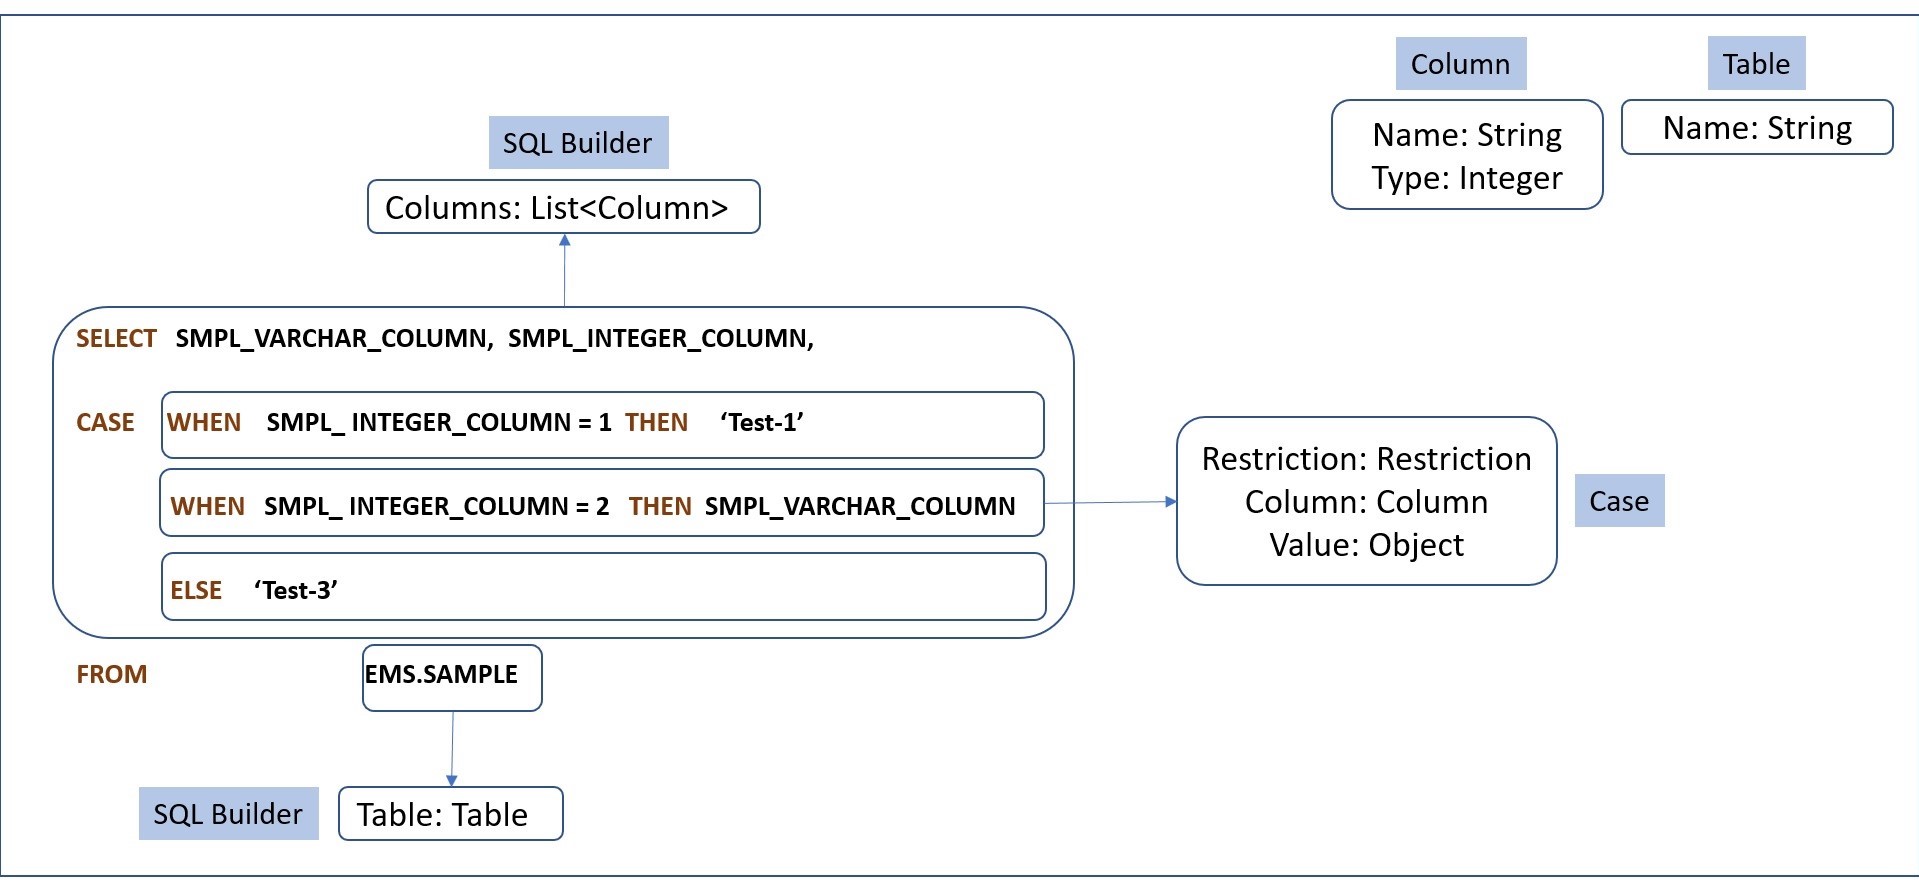 Column
Table
Name: String
Type: Integer
Name: String
SQL Builder
Columns: List<Column>
SELECT SMPL_VARCHAR_COLUMN, SMPL_INTEGER_COLUMN,
CASE WHEN SMPL_ INTEGER_COLUMN = 1 THEN ‘Test-1’
WHEN SMPL_ INTEGER_COLUMN = 2 THEN SMPL_VARCHAR_COLUMN
ELSE ‘Test-3’
Restriction: Restriction
Column: Column
Value: Object
Case
FROM EMS.SAMPLE
SQL Builder
Table: Table